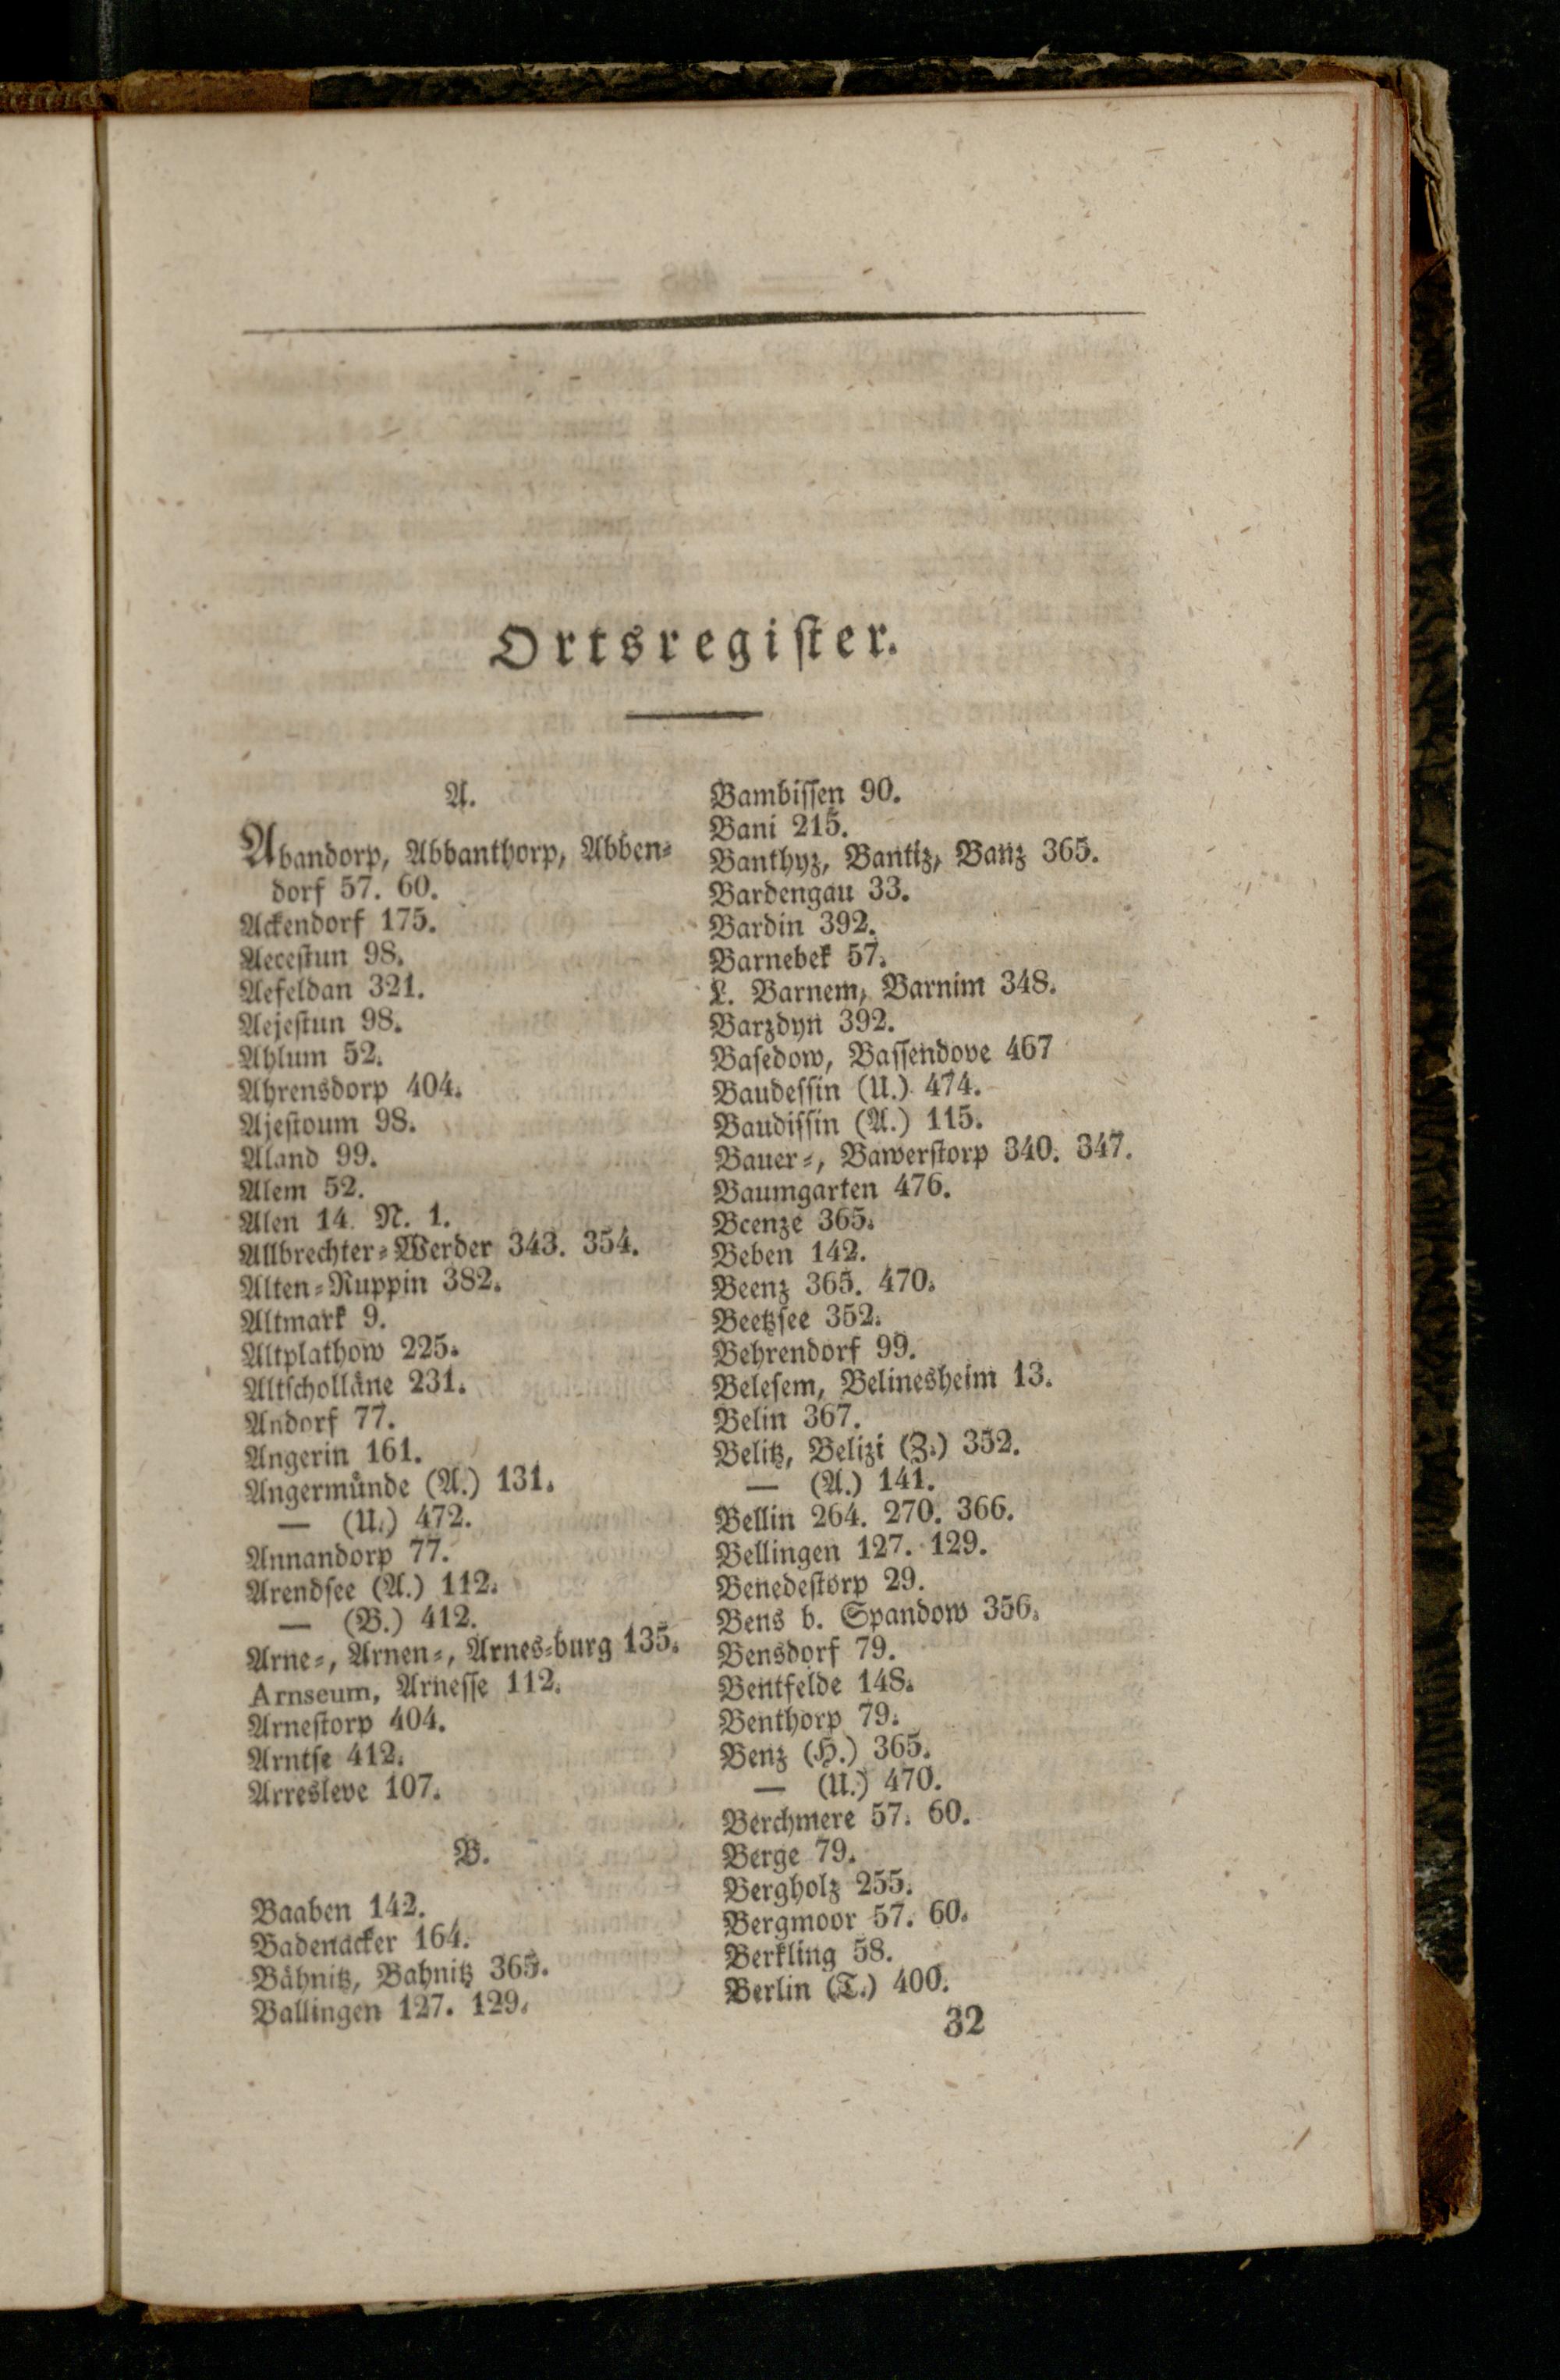 Ortsregiſter.
A.
Abandorp, Abbanthorp, Abben⸗
dorf 57. 60.
Ackendorf 175.
Aeceſtun 98.
Aefeldan 321.
Aejeſtun 98.
Ahlum 52.
Ahrensdorp 404.
Ajeſtoum 98.
Aland 99.
Alem 52.
Alen 14. N. 1.
Allbrechter⸗Werder 343. 354.
Alten⸗Ruppin 382.
Altmark 9.
Altplathow 225.
Altſchollåne 231.
Andorf 77.
Angerin 161.
Angermůnde (A.) 131.
— (U.) 472.
Annandorp 77.
Arendſee (A.) 112.
— (B.) 412.
Arne⸗, Arnen⸗, Arnes⸗burg 135.
Arnseum, Arneſſe 112.
Arneſtorp 404.
Arntſe 412.
Arresleve 107.
B.
Baaben 142.
Badenacker 164.
Båhnitz, Bahnitz 365.
Ballingen 127. 129.
Bambiſſen 90.
Bani 215.
Banthyz, Bantiz, Banz 365.
Bardengau 33.
Bardin 392.
Barnebek 57.
L. Barnem, Barnim 348.
Barzdyn 392.
Baſedow, Baſſendove 467
Baudeſſin (U.) 474.
Baudiſſin (A.) 115.
Bauer⸗, Bawerſtorp 340. 347.
Baumgarten 476.
Bcenze 365.
Beben 142.
Beenz 365. 470.
Beetzſee 352.
Behrendorf 99.
Beleſem, Belinesheim 13.
Belin 367.
Belitz, Belizi (Z.) 352.
— (A.) 141.
Bellin 264. 270. 366.
Bellingen 127. 129.
Benedeſtorp 29.
Bens b. Spandow 356.
Bensdorf 79.
Bentfelde 148.
Benthorp 79.
Benz (H.) 365.
— (U.) 470.
Berchmere 57. 60.
Berge 79.
Bergholz 255.
Bergmoor 57. 60.
Berkling 58.
Berlin (T.) 400.
32